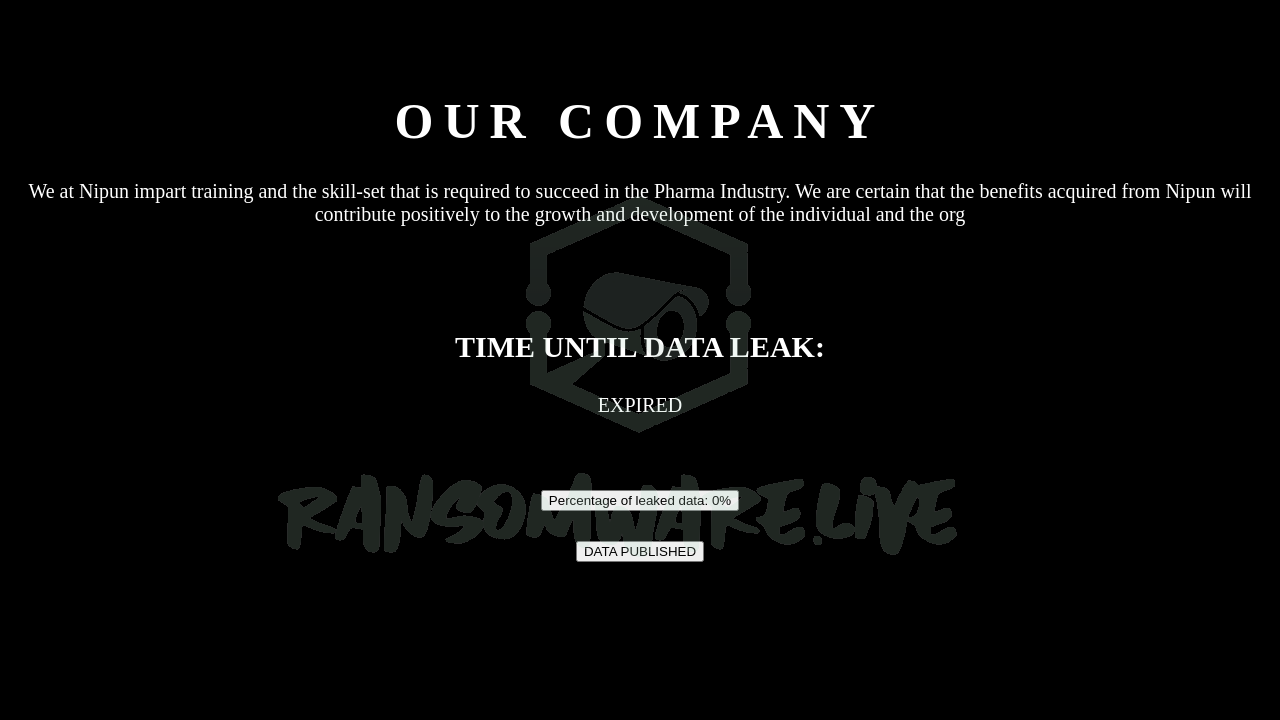 OUR COMPANY
We at Nipun impart training and the skill-set that is required to succeed in the Pharma Industry. We are certain that the benefits acquired from Nipun will
contribute positively to the growth and development of the individual and the org
TIME UNTIL DATA LEAK:
EXPIRED
RANSOMWARE.LIVE
Percentage of leaked data: 0%
DATA PUBLISHED